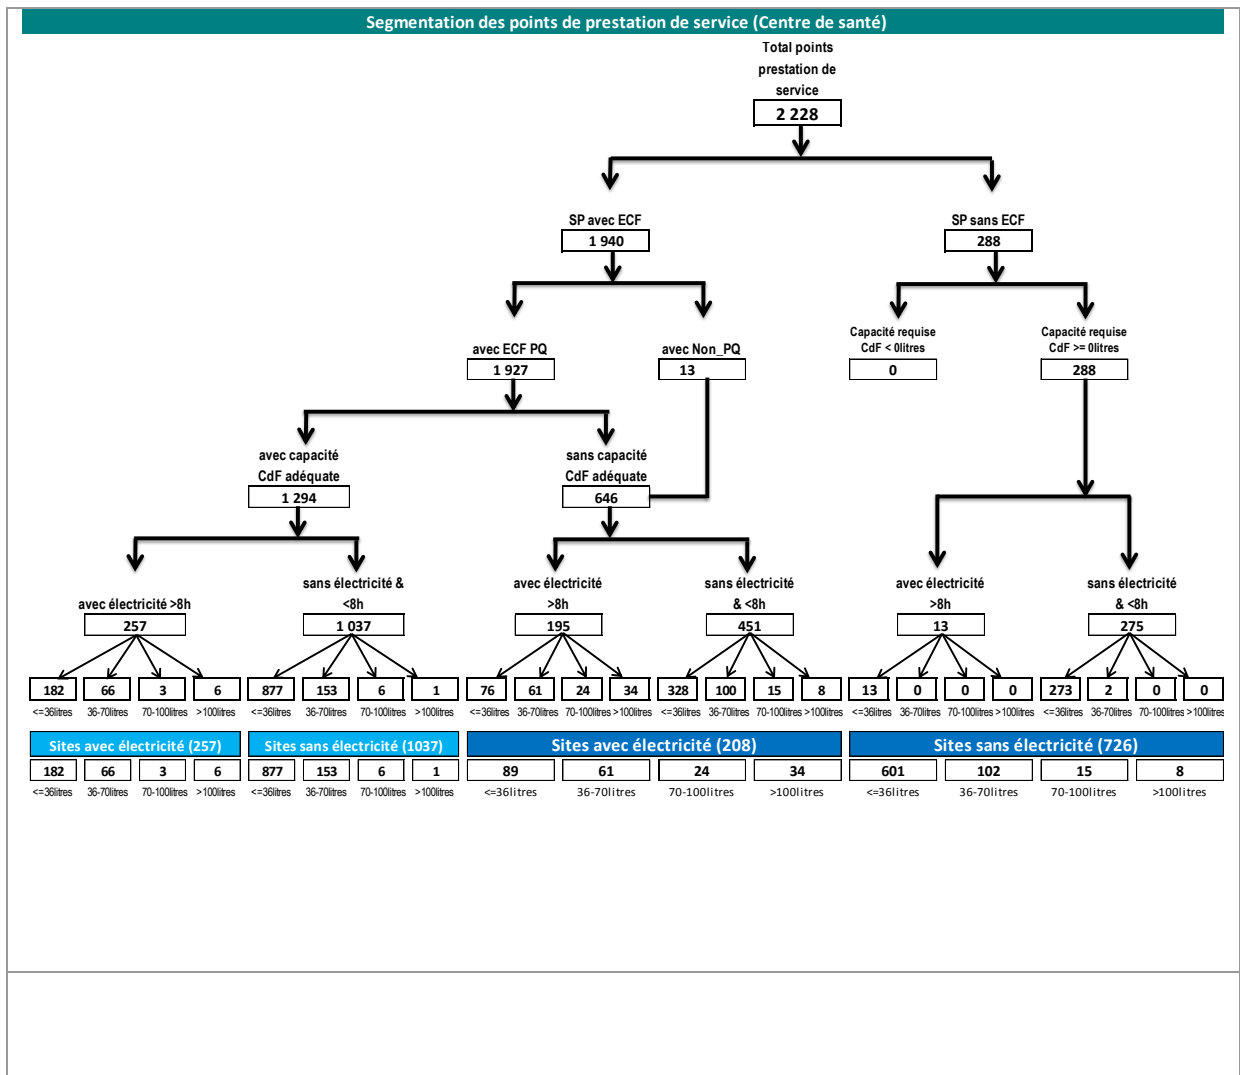 Segmentation des points de prestation de service (Centre de santé)
Total points
prestation de
service
2 228
SP avec ECF
SP sans ECF
1 940
288
avec ECF PQ
avec Non_PQ
Capacité requise
CdF < 0litres
Capacité requise
CdF >= 0litres
1 927
13
0
288
avec capacité
CdF adéquate
sans capacité
CdF adéquate
1 294
646
avec électricité >8h
sans électricité &
<8h
avec électricité
>8h
sans électricité
& <8h
avec électricité
>8h
sans électricité
& <8h
257
1 037
195
451
13
275
182 66 3 6 877 153 6 1 76 61 24 34 328 100 15 8 13 0 0 0 273 2 0 0
<=36litres 36-70litres 70-100litres >100litres <=36litres 36-70litres 70-100litres >100litres <=36litres 36-70litres 70-100litres >100litres <=36litres 36-70litres 70-100litres >100litres <=36litres 36-70litres 70-100litres >100litres <=36litres 36-70litres 70-100litres >100litres
Sites avec électricité (257)
Sites sans électricité (1037)
Sites avec électricité (208)
Sites sans électricité (726)
182 66 3 6 877 153 6 1 89 61 24 34 601 102 15 8
<=36litres 36-70litres 70-100litres >100litres <=36litres 36-70litres 70-100litres >100litres <=36litres 36-70litres 70-100litres >100litres <=36litres 36-70litres 70-100litres >100litres